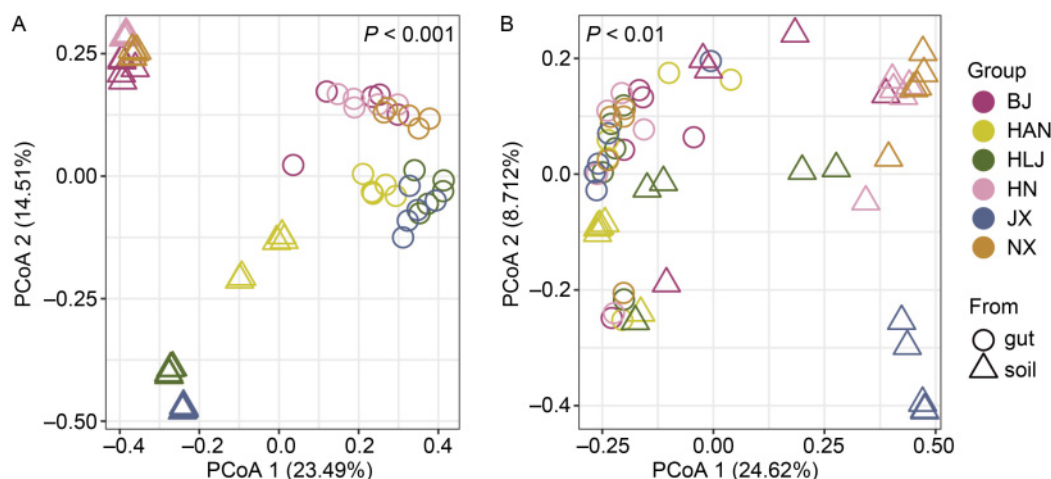 A
P < 0.001
0.25
0.00
−0.25
−0.50
PCoA 2 (14.51%)
−0.4
−0.2
0.0
0.2
0.4
PCoA 1 (23.49%)
B
P < 0.01
0.2
0.0
−0.2
−0.4
PCoA 2 (8.712%)
−0.25
0.00
0.25
0.50
PCoA 1 (24.62%)
Group
BJ
HAN
HLJ
HN
JX
NX
From
gut
soil